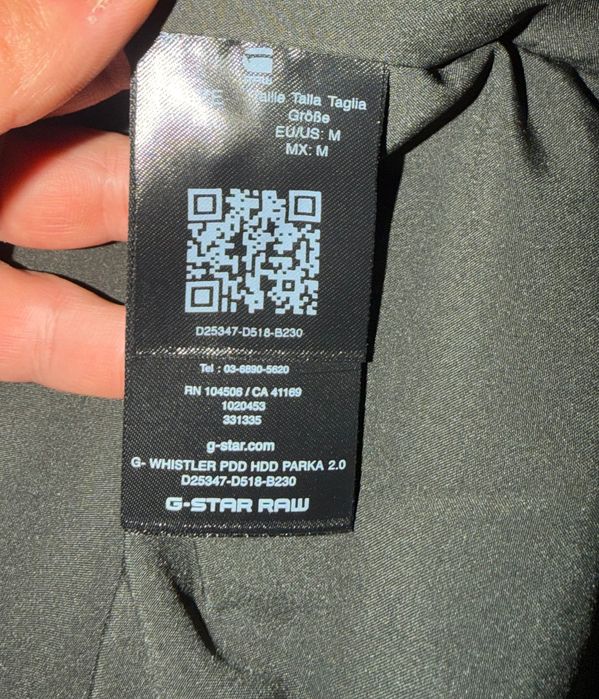 Taille Talla Taglia
Größe
EU/US: M
MX: M
D25347-D518-B230
Tel : 03-6890-5620
RN 104506 / CA 41169
1020453
331335
g-star.com
G- WHISTLER PDD HDD PARKA 2.0
D25347-D518-B230
G-STAR RAW